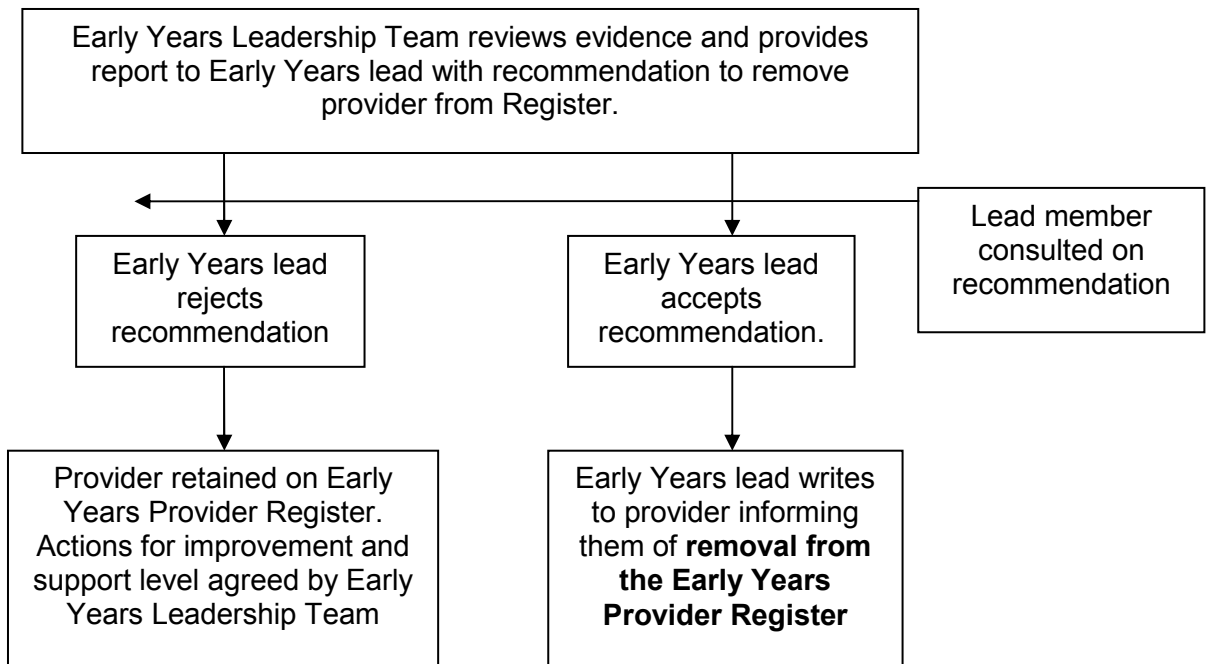 Early Years Leadership Team reviews evidence and provides
report to Early Years lead with recommendation to remove
provider from Register.
Lead member
consulted on
recommendation
Early Years lead
rejects
recommendation
Early Years lead
accepts
recommendation.
Provider retained on Early
Years Provider Register.
Actions for improvement and
support level agreed by Early
Years Leadership Team
Early Years lead writes
to provider informing
them of removal from
the Early Years
Provider Register